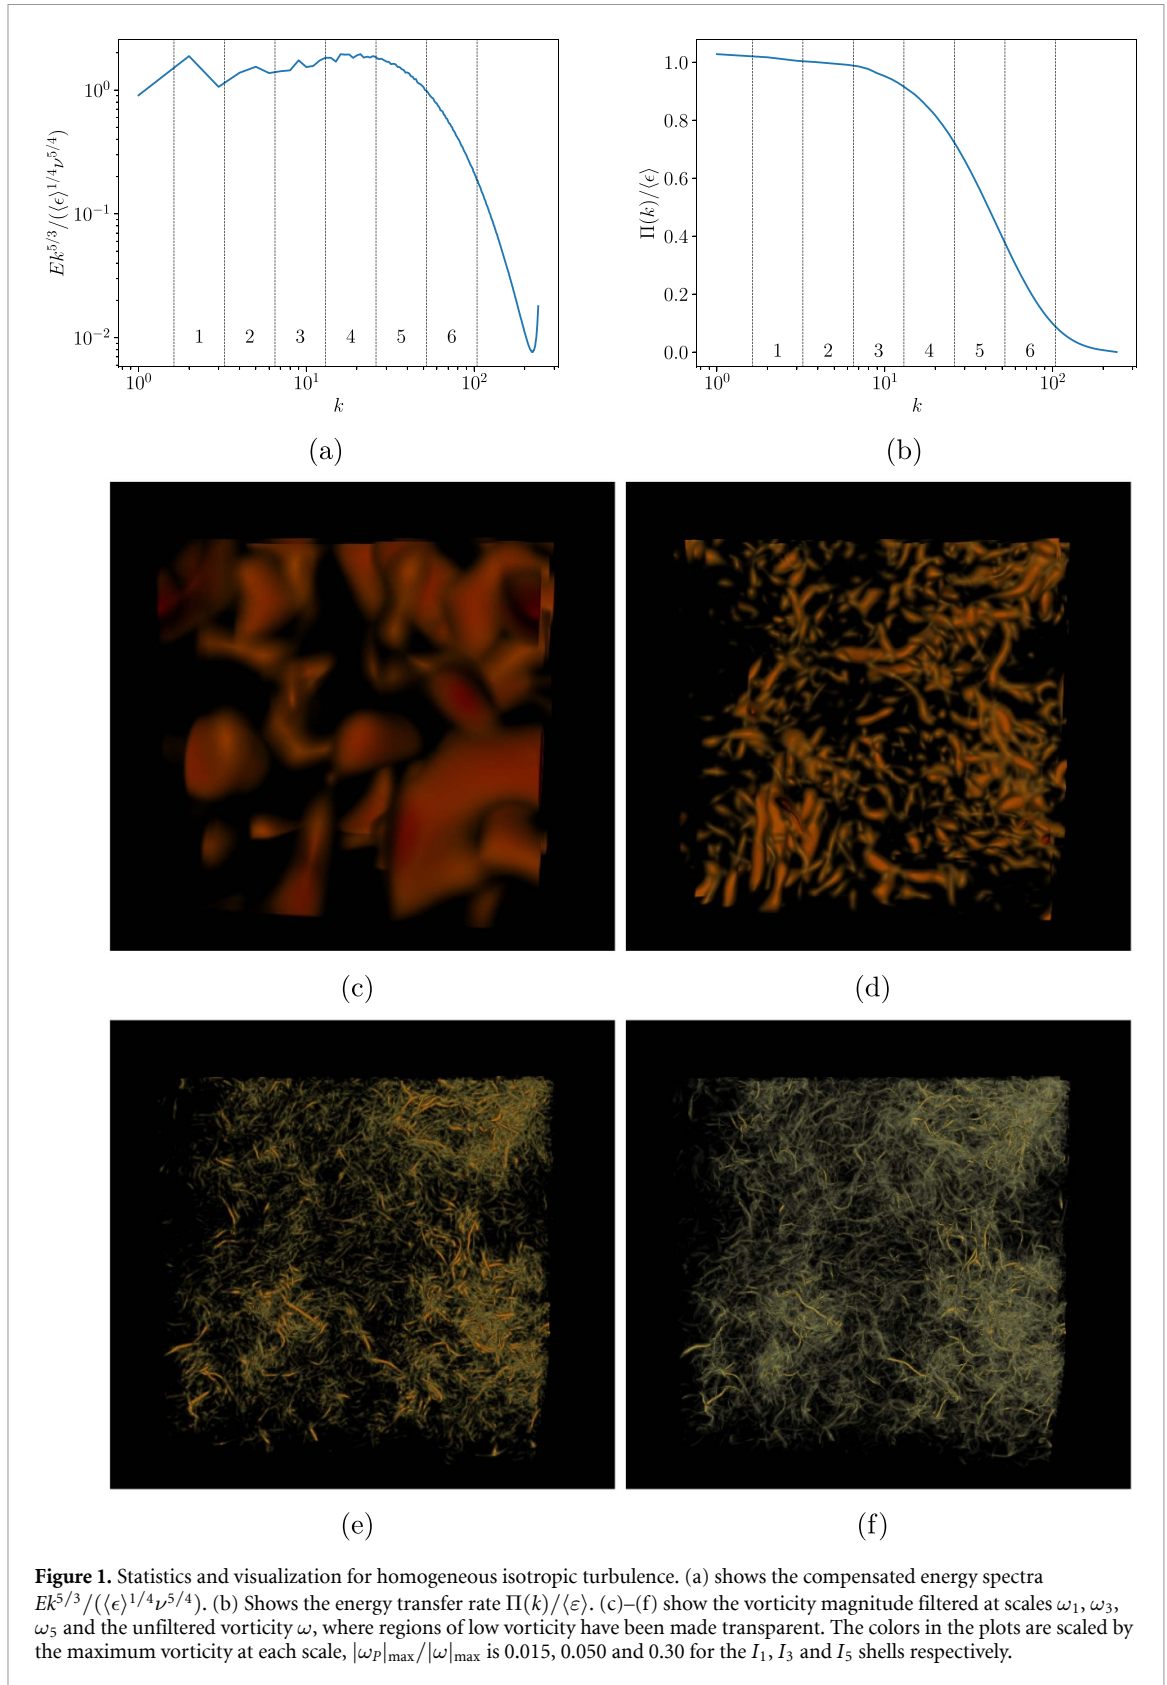 10^0
10^{-1}
10^{-2}
Ek^{5/3}/(⟨ϵ⟩^{1/4}ν^{5/4})
1 2 3 4 5 6
10^0 10^1 10^2
k
(a)
1.0
0.8
0.6
0.4
0.2
0.0
Π(k)/⟨ϵ⟩
1 2 3 4 5 6
10^0 10^1 10^2
k
(b)
(c)
(d)
(e)
(f)
Figure 1. Statistics and visualization for homogeneous isotropic turbulence. (a) shows the compensated energy spectra
Ek^{5/3}/(⟨ϵ⟩^{1/4}ν^{5/4}). (b) Shows the energy transfer rate Π(k)/⟨ε⟩. (c)–(f) show the vorticity magnitude filtered at scales ω_1, ω_3,
ω_5 and the unfiltered vorticity ω, where regions of low vorticity have been made transparent. The colors in the plots are scaled by
the maximum vorticity at each scale, |ω_P|_max/|ω|_max is 0.015, 0.050 and 0.30 for the I_1, I_3 and I_5 shells respectively.